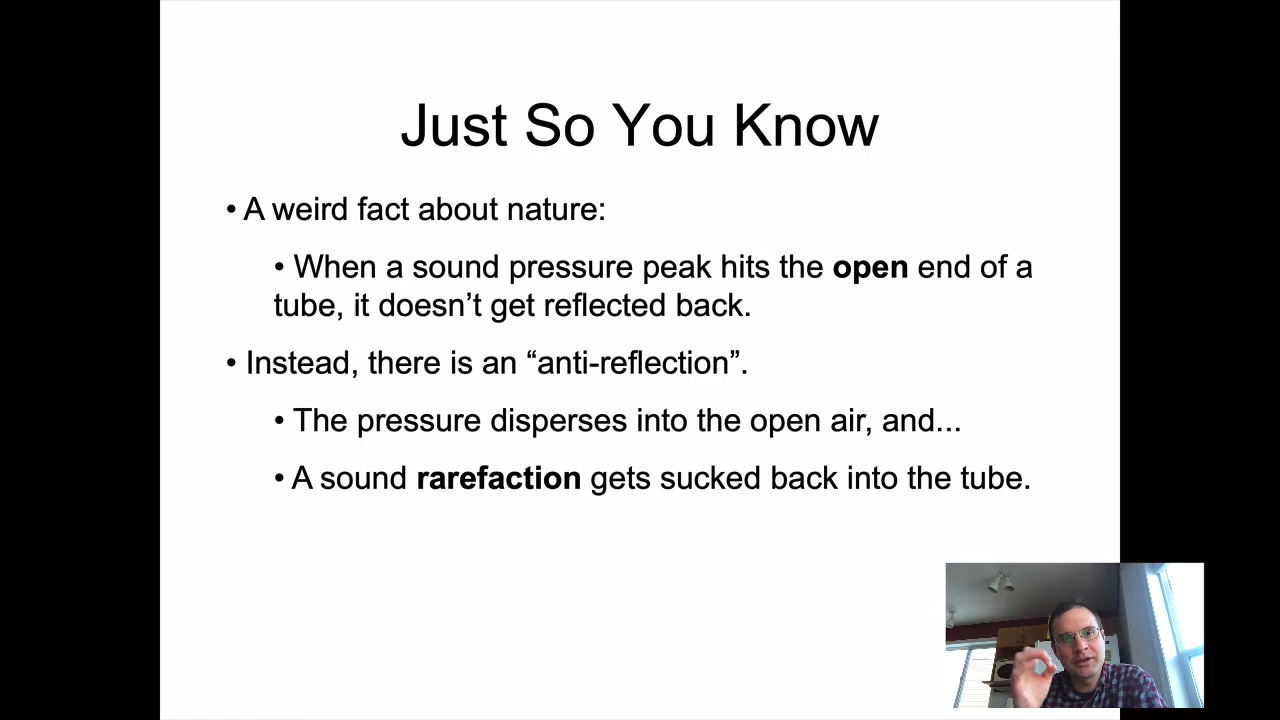 Just So You Know
• A weird fact about nature:
• When a sound pressure peak hits the open end of a
tube, it doesn’t get reflected back.
• Instead, there is an “anti-reflection”.
• The pressure disperses into the open air, and...
• A sound rarefaction gets sucked back into the tube.